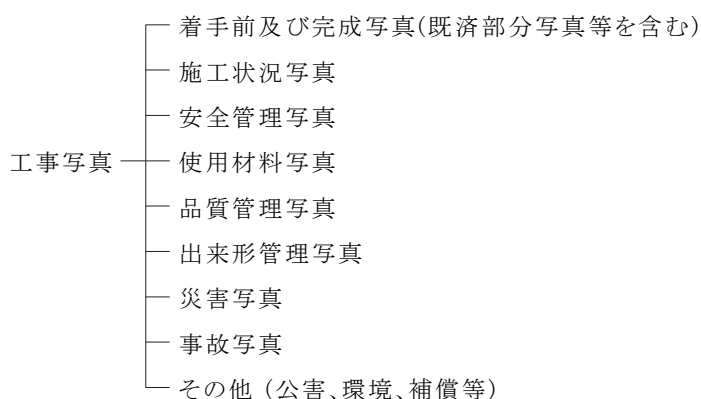 着手前及び完成写真(既済部分写真等を含む)
施工状況写真
安全管理写真
工事写真
使用材料写真
品質管理写真
出来形管理写真
災害写真
事故写真
その他 (公害、環境、補償等)